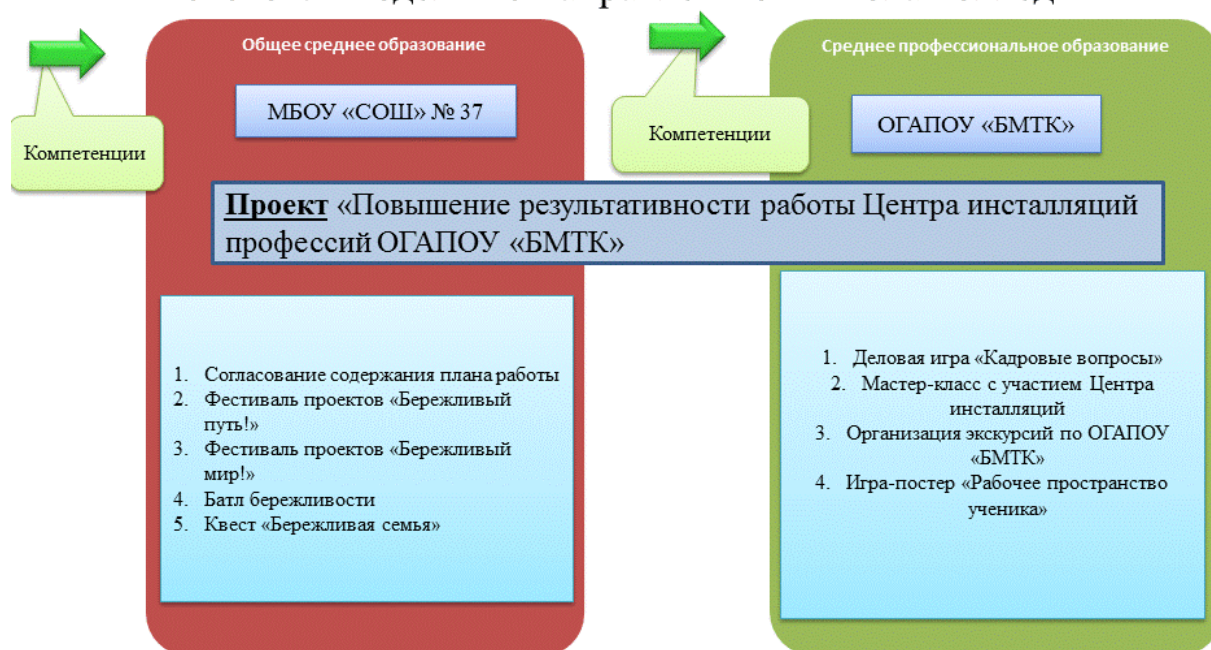 Общее среднее образование
МБОУ «СОШ» № 37
Компетенции
Среднее профессиональное образование
ОГАПОУ «БМТК»
Компетенции
Проект «Повышение результативности работы Центра инсталляций
профессий ОГАПОУ «БМТК»
1. Согласование содержания плана работы
2. Фестиваль проектов «Бережливый
путь!»
3. Фестиваль проектов «Бережливый
мир!»
4. Батл бережливости
5. Квест «Бережливая семья»
1. Деловая игра «Кадровые вопросы»
2. Мастер-класс с участием Центра
инсталляций
3. Организация экскурсий по ОГАПОУ
«БМТК»
4. Игра-постер «Рабочее пространство
ученика»